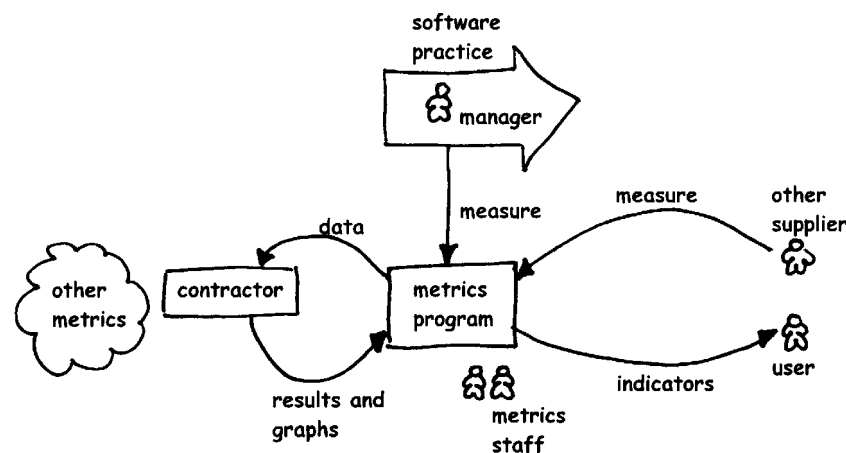 software
practice
manager
measure
measure
other
supplier
data
other
metrics
contractor
metrics
program
user
indicators
results and
graphs
metrics
staff